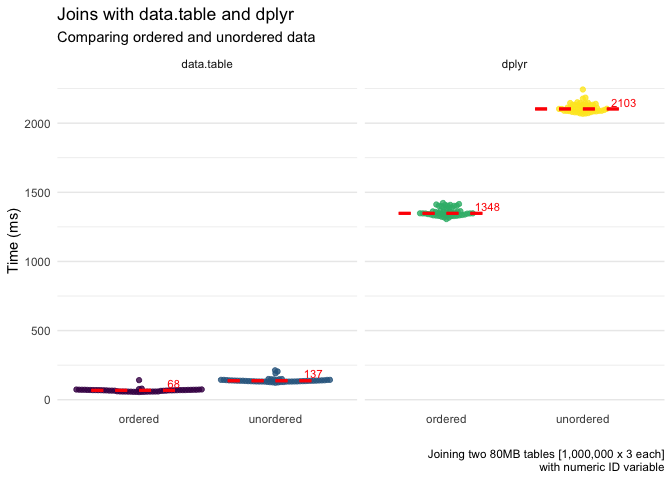 Joins with data.table and dplyr
Comparing ordered and unordered data
data.table
dplyr
Time (ms)
2000
1500
1000
500
0
2103
1348
68
137
ordered
unordered
ordered
unordered
Joining two 80MB tables [1,000,000 x 3 each]
with numeric ID variable